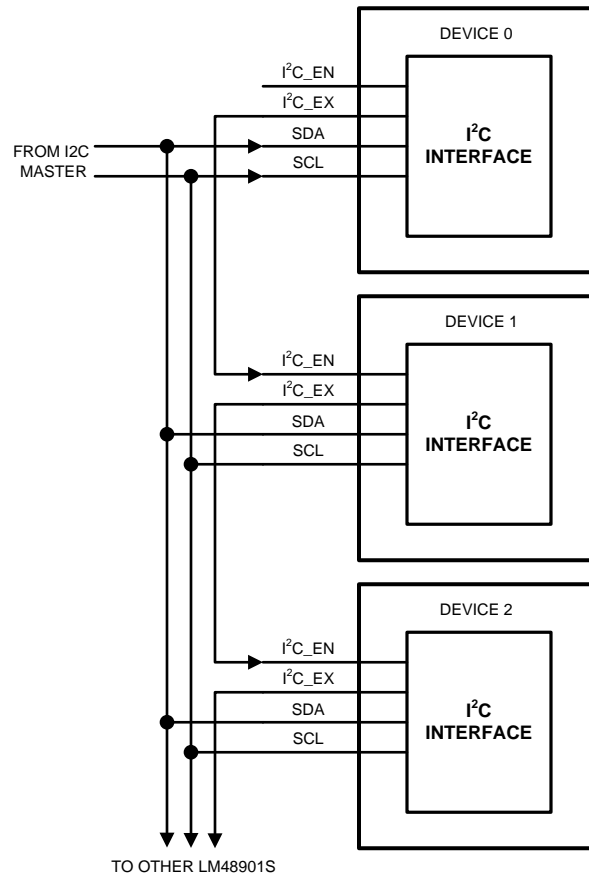 DEVICE 0
I²C_EN
I²C_EX
SDA
SCL
I²C
INTERFACE
FROM I2C
MASTER
DEVICE 1
I²C_EN
I²C_EX
SDA
SCL
I²C
INTERFACE
DEVICE 2
I²C_EN
I²C_EX
SDA
SCL
I²C
INTERFACE
TO OTHER LM48901S